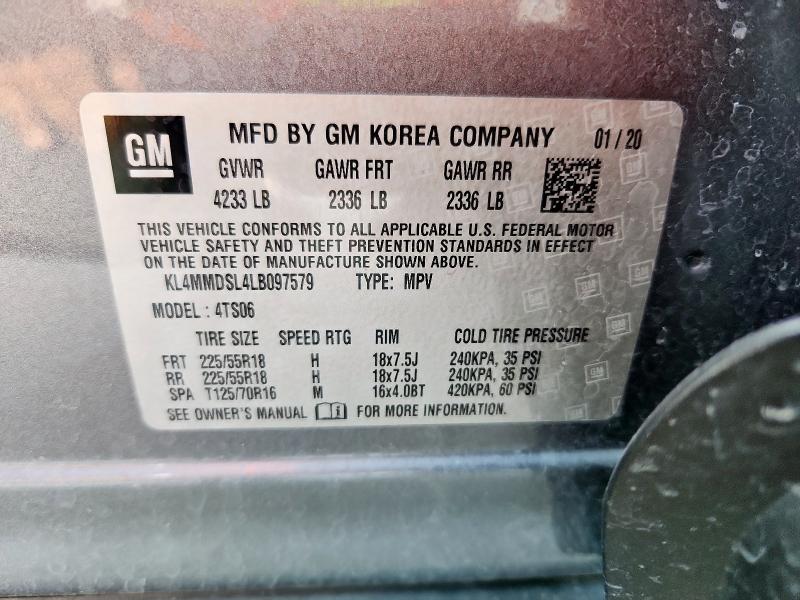 GM MFD BY GM KOREA COMPANY 01 / 20
GVWR GAWR FRT GAWR RR
4233 LB 2336 LB 2336 LB
THIS VEHICLE CONFORMS TO ALL APPLICABLE U.S. FEDERAL MOTOR
VEHICLE SAFETY AND THEFT PREVENTION STANDARDS IN EFFECT
ON THE DATE OF MANUFACTURE SHOWN ABOVE.
KL4MMDSL4LB097579 TYPE: MPV
MODEL : 4TS06
TIRE SIZE SPEED RTG RIM COLD TIRE PRESSURE
FRT 225/55R18 H 18x7.5J 240KPA, 35 PSI
RR 225/55R18 H 18x7.5J 240KPA, 35 PSI
SPA T125/70R16 M 16x4.0BT 420KPA, 60 PSI
SEE OWNER'S MANUAL FOR MORE INFORMATION.